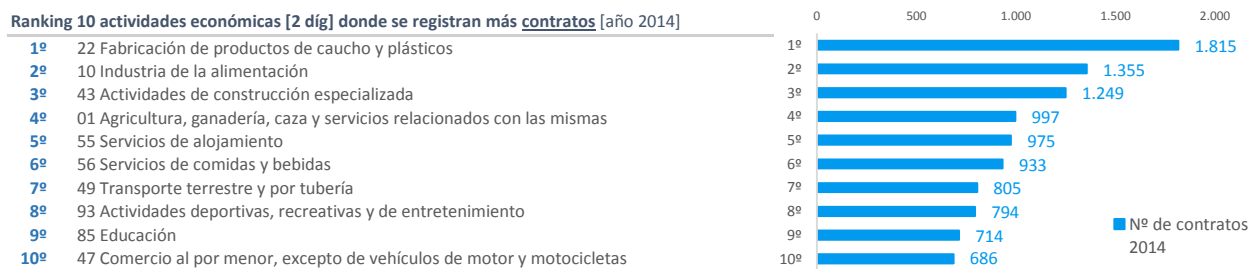 Ranking 10 actividades económicas [2 díg] donde se registran más contratos [año 2014]
1º 22 Fabricación de productos de caucho y plásticos
2º 10 Industria de la alimentación
3º 43 Actividades de construcción especializada
4º 01 Agricultura, ganadería, caza y servicios relacionados con las mismas
5º 55 Servicios de alojamiento
6º 56 Servicios de comidas y bebidas
7º 49 Transporte terrestre y por tubería
8º 93 Actividades deportivas, recreativas y de entretenimiento
9º 85 Educación
10º 47 Comercio al por menor, excepto de vehículos de motor y motocicletas
0 500 1.000 1.500 2.000
1º 1.815
2º 1.355
3º 1.249
4º 997
5º 975
6º 933
7º 805
8º 794
9º 714
10º 686
Nº de contratos
2014